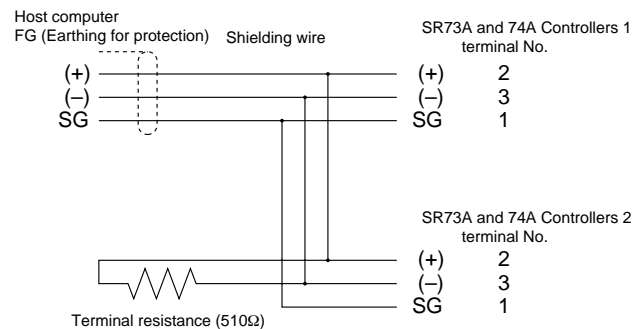 Host computer
FG (Earthing for protection)
Shielding wire
SR73A and 74A Controllers 1
terminal No.
(+) (+) 2
(–) (–) 3
SG SG 1
SR73A and 74A Controllers 2
terminal No.
(+) 2
(–) 3
SG 1
Terminal resistance (510Ω)